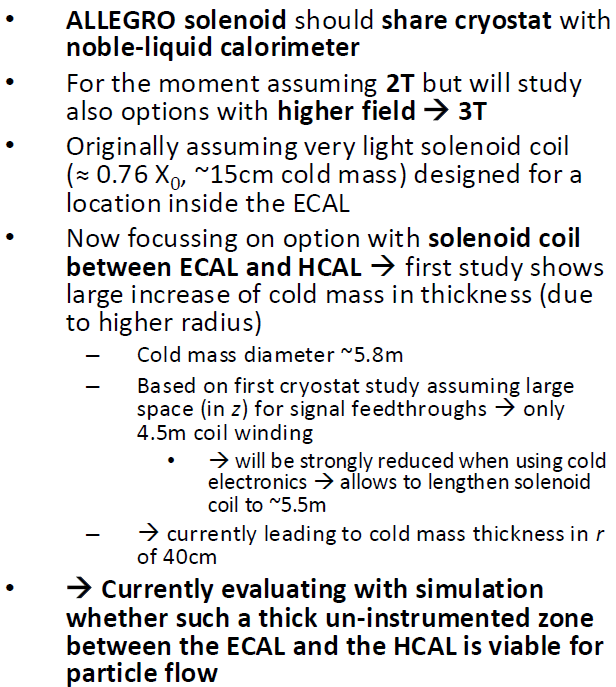 • ALLEGRO solenoid should share cryostat with
noble-liquid calorimeter
• For the moment assuming 2T but will study
also options with higher field → 3T
• Originally assuming very light solenoid coil
(≈ 0.76 X₀, ~15cm cold mass) designed for a
location inside the ECAL
• Now focussing on option with solenoid coil
between ECAL and HCAL → first study shows
large increase of cold mass in thickness (due
to higher radius)
– Cold mass diameter ~5.8m
– Based on first cryostat study assuming large
space (in z) for signal feedthroughs → only
4.5m coil winding
• → will be strongly reduced when using cold
electronics → allows to lengthen solenoid
coil to ~5.5m
– → currently leading to cold mass thickness in r
of 40cm
• → Currently evaluating with simulation
whether such a thick un-instrumented zone
between the ECAL and the HCAL is viable for
particle flow